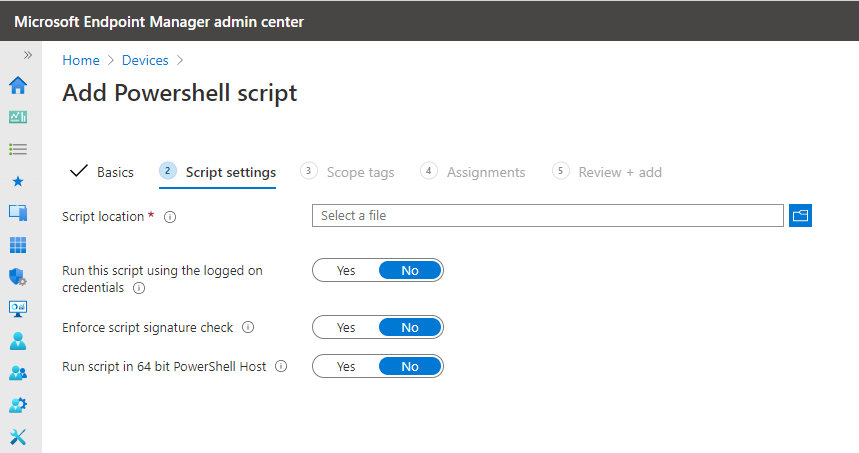 Microsoft Endpoint Manager admin center
Home > Devices >
Add Powershell script
Basics 2 Script settings 3 Scope tags 4 Assignments 5 Review + add
Script location * Select a file
Run this script using the logged on Yes No
credentials
Enforce script signature check Yes No
Run script in 64 bit PowerShell Host Yes No